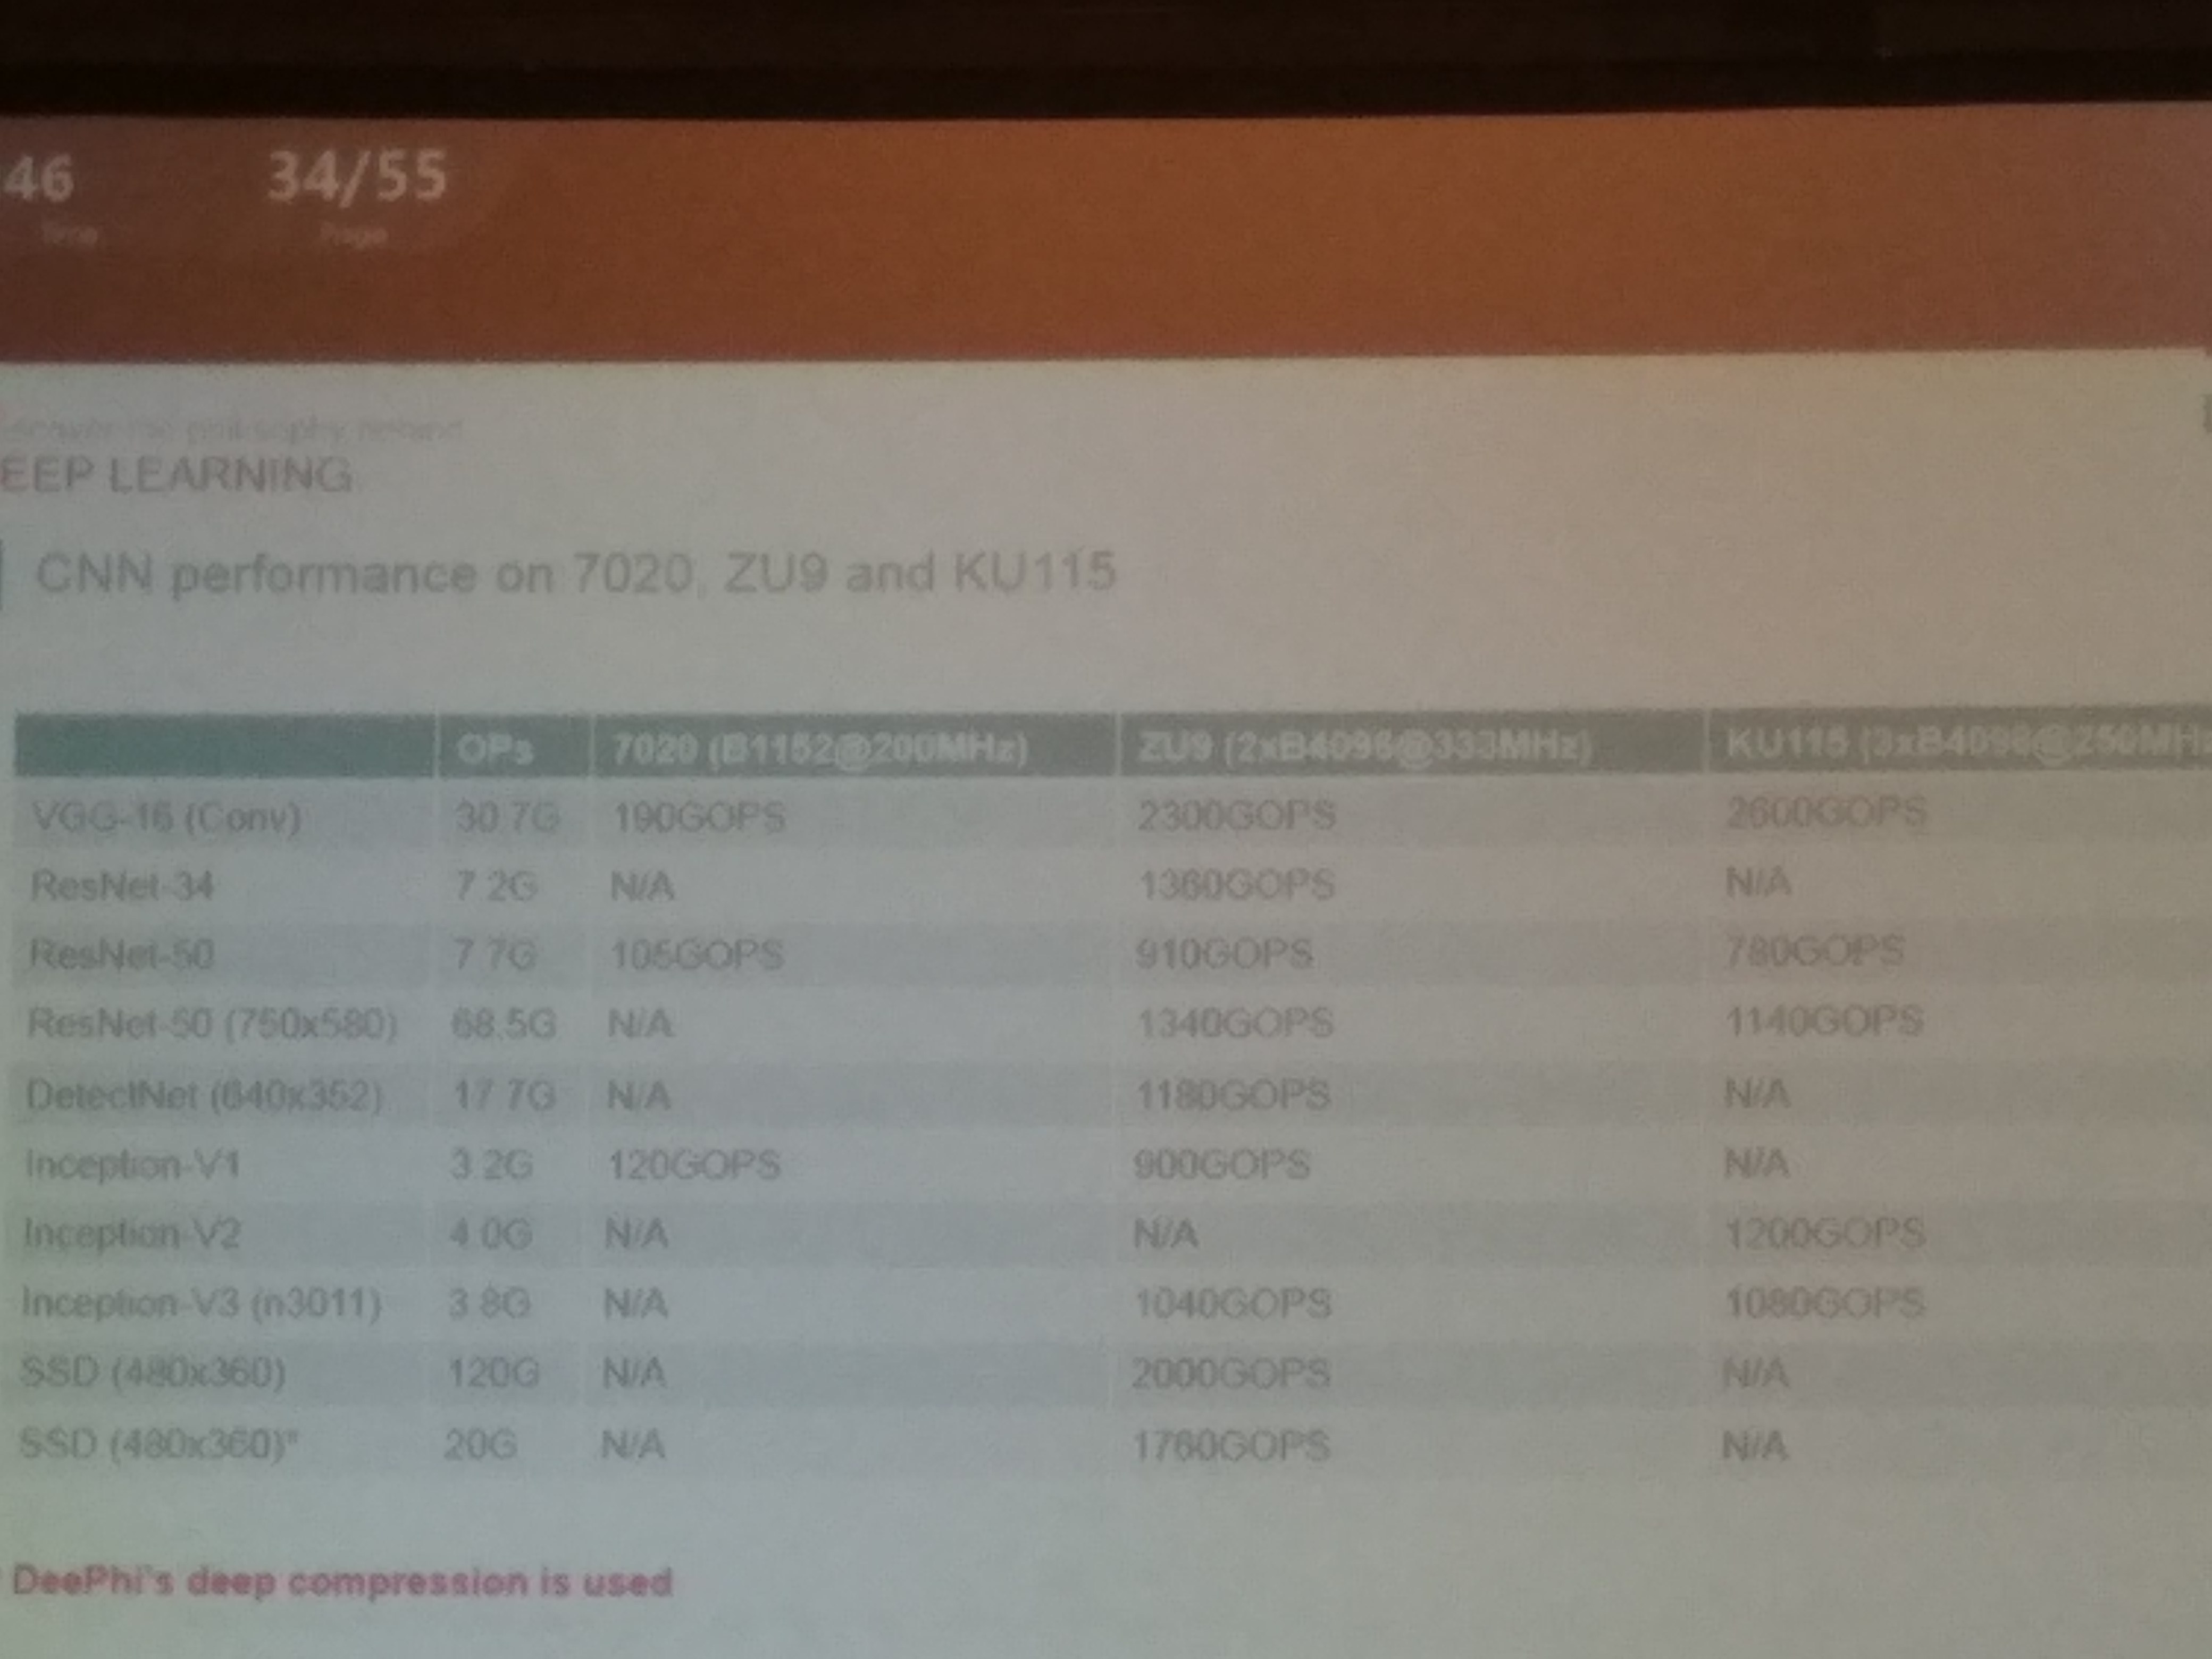 46 34/55
Time Page
philosophy behind
EEP LEARNING
CNN performance on 7020, ZU9 and KU115
OPs 7020 (B1152@200MHz) ZU9 (2xB4096@333MHz) KU115 (3xB4096@250MH
VGG-16 (Conv) 30.7G 190GOPS 2300GOPS 2600GOPS
ResNet-34 7.2G N/A 1360GOPS N/A
ResNet-50 7.7G 105GOPS 910GOPS 780GOPS
ResNet-50 (750x580) 68.5G N/A 1340GOPS 1140GOPS
DetectNet (640x352) 17.7G N/A 1180GOPS N/A
Inception-V1 3.2G 120GOPS 900GOPS N/A
Inception-V2 4.0G N/A N/A 1200GOPS
Inception-V3 (n3011) 3.8G N/A 1040GOPS 1080GOPS
SSD (480x360) 120G N/A 2000GOPS N/A
SSD (480x360)* 20G N/A 1760GOPS N/A
DeePhi's deep compression is used